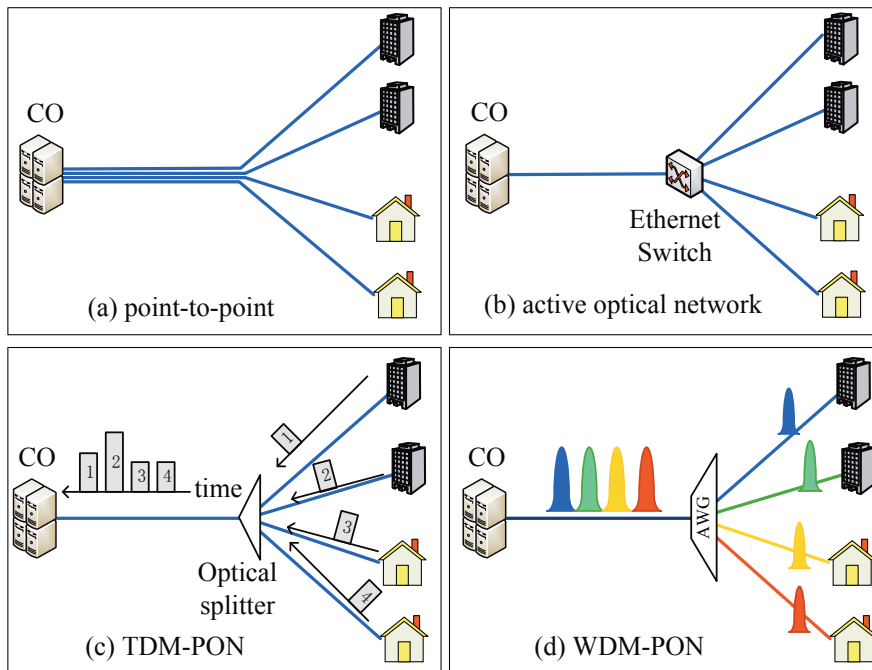 CO
(a) point-to-point
CO
Ethernet
Switch
(b) active optical network
CO
1
2
3
4
time
1
2
3
4
Optical
splitter
(c) TDM-PON
CO
AWG
(d) WDM-PON